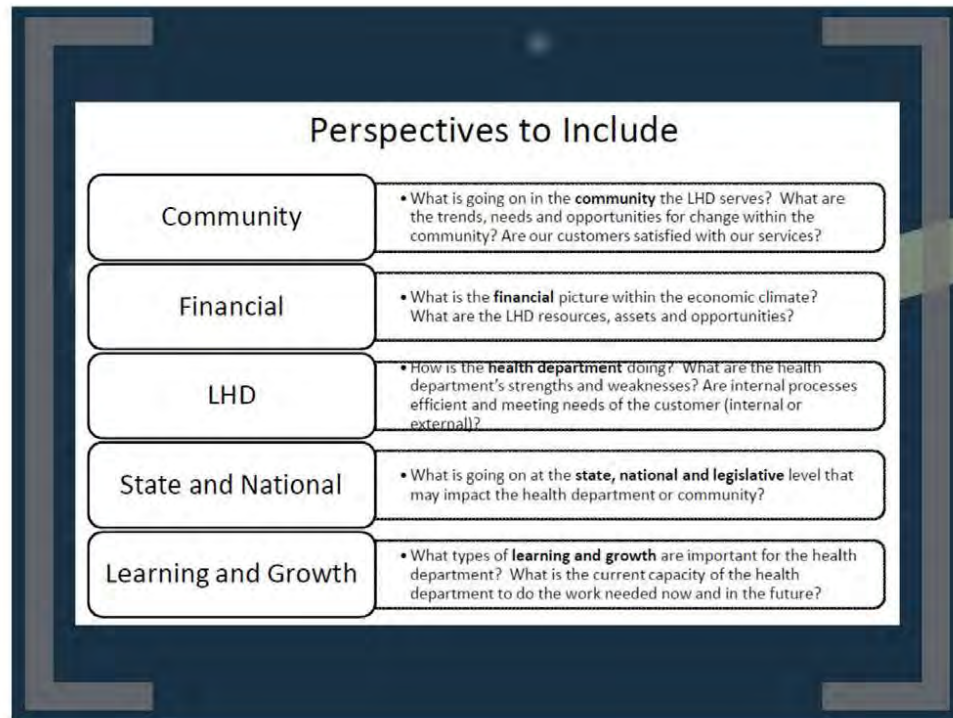 Perspectives to Include
Community
• What is going on in the community the LHD serves?  What are
the trends, needs and opportunities for change within the
community? Are our customers satisfied with our services?
Financial
• What is the financial picture within the economic climate?
What are the LHD resources, assets and opportunities?
LHD
• How is the health department doing?  What are the health
department's strengths and weaknesses? Are internal processes
efficient and meeting needs of the customer (internal or
external)?
State and National
• What is going on at the state, national and legislative level that
may impact the health department or community?
Learning and Growth
• What types of learning and growth are important for the health
department?  What is the current capacity of the health
department to do the work needed now and in the future?